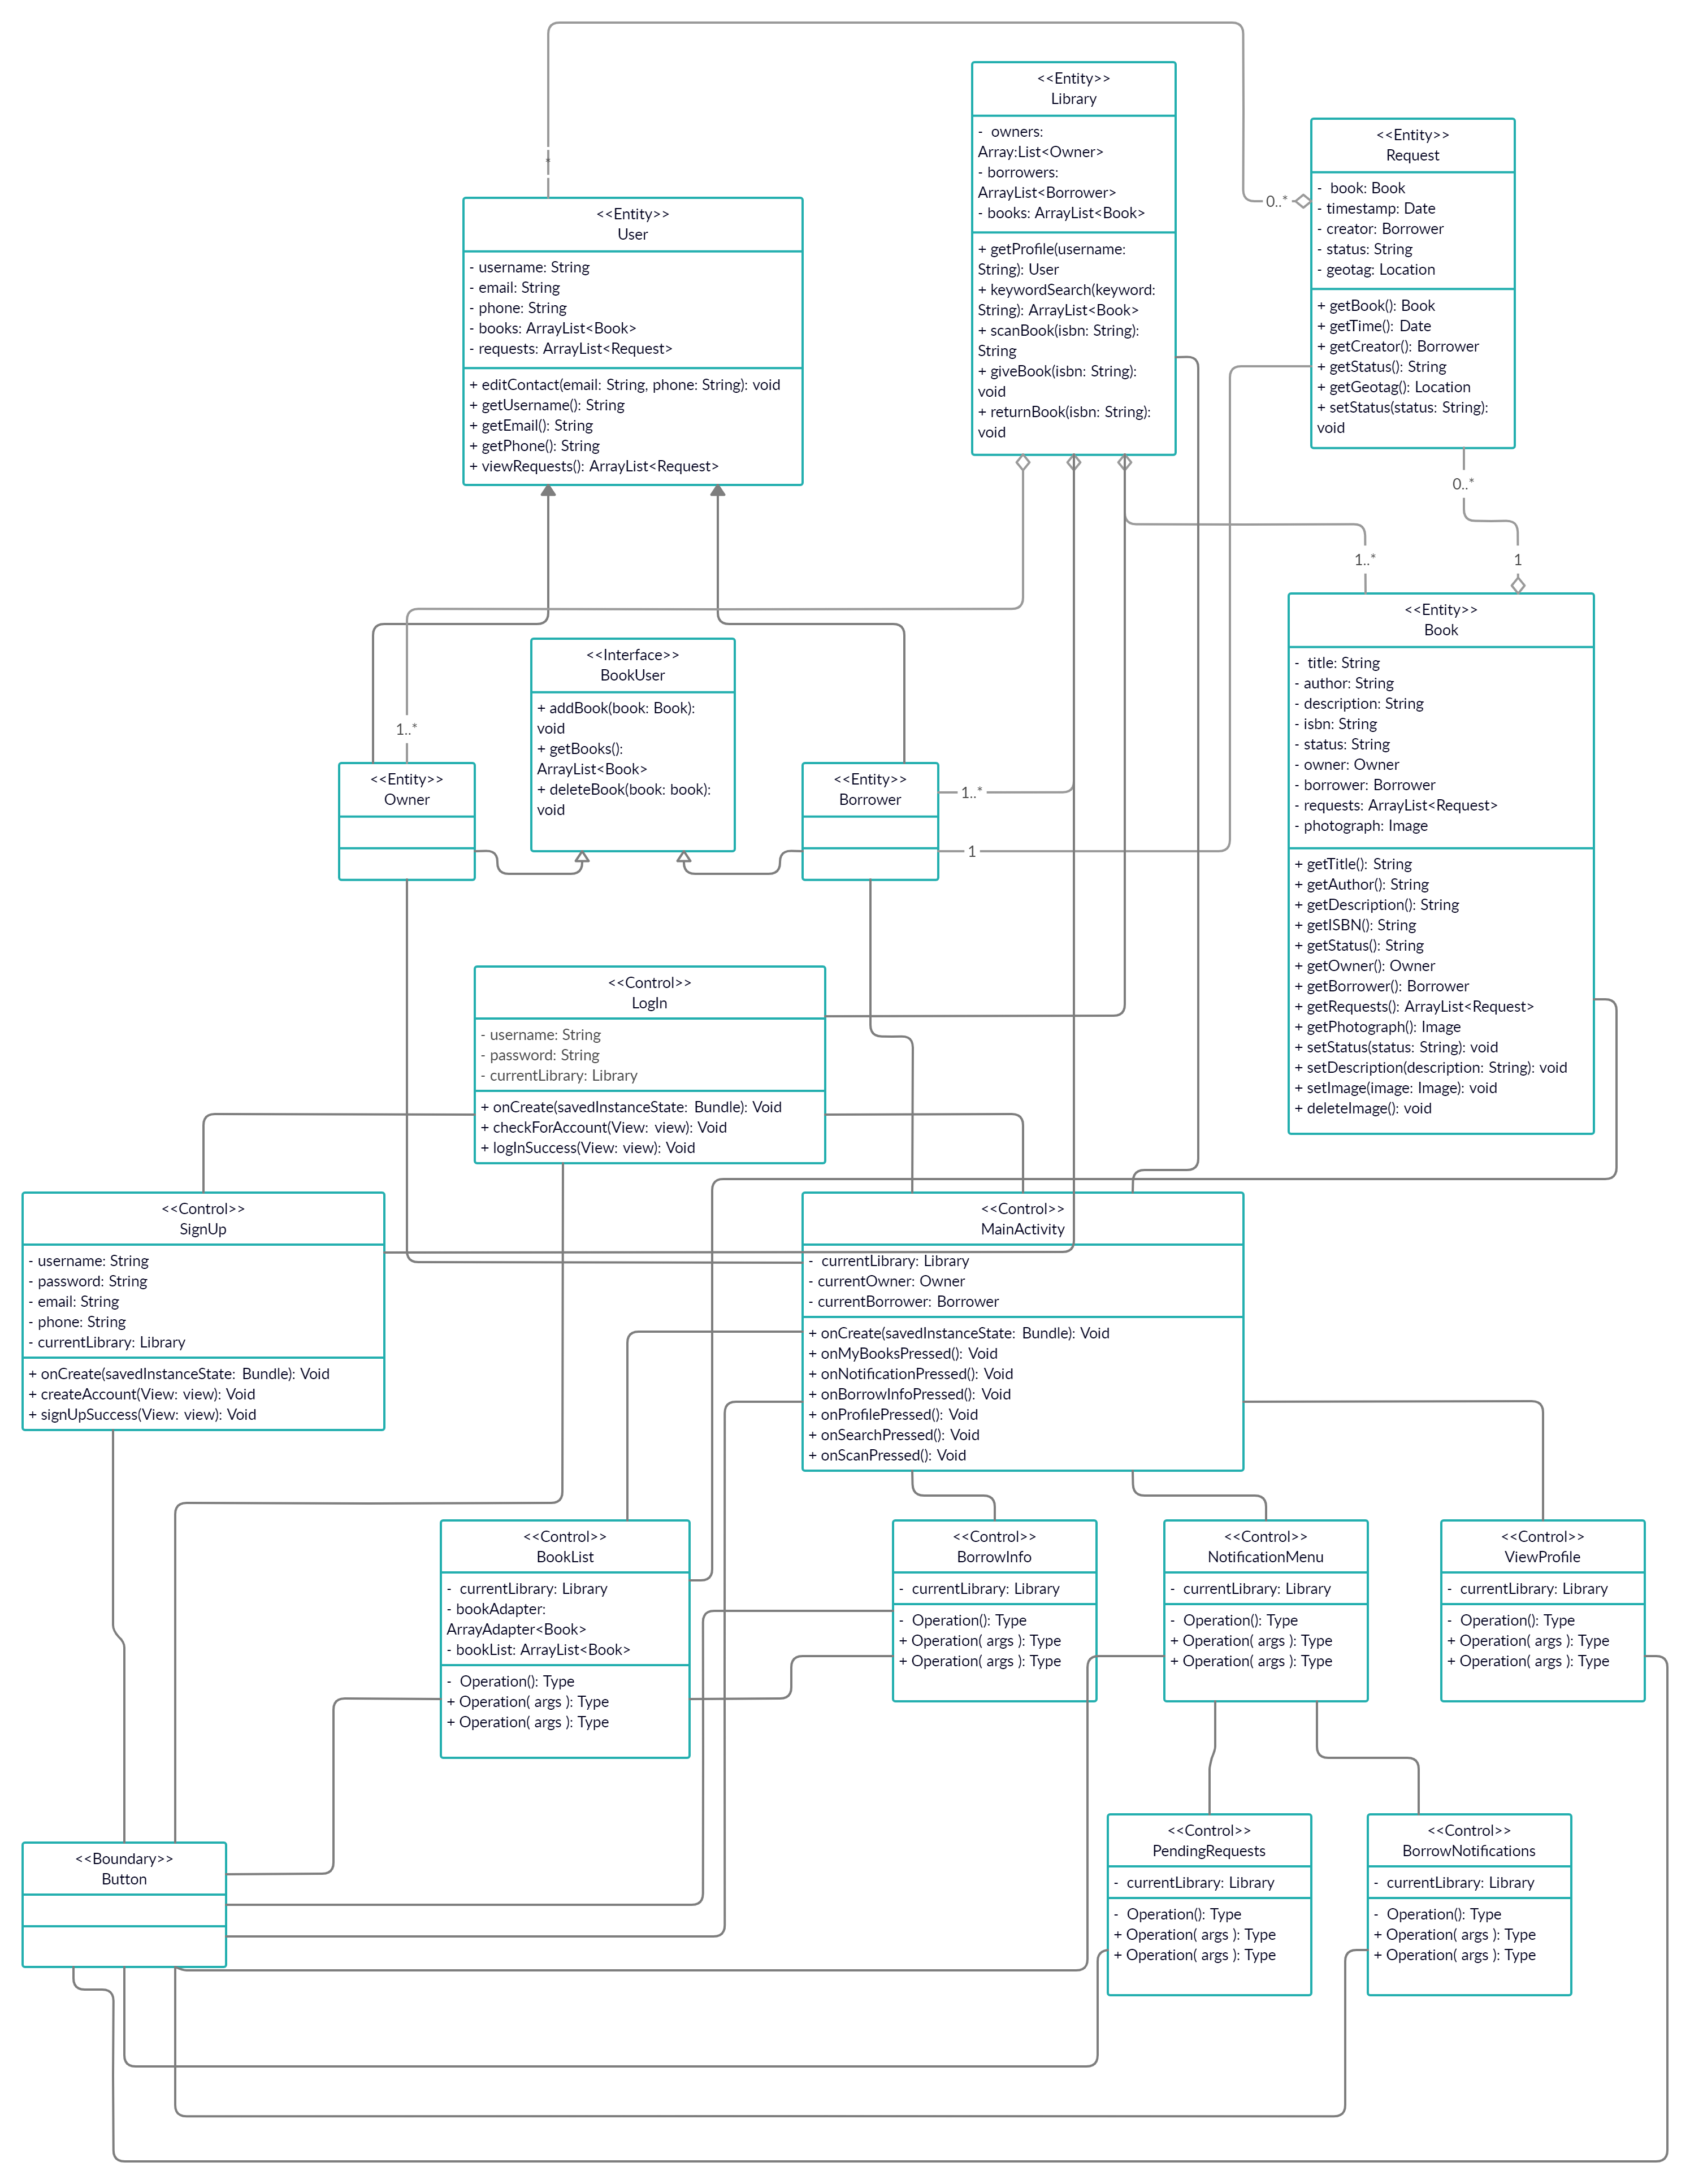 <<Entity>>
Library
-  owners:
Array:List<Owner>
- borrowers:
ArrayList<Borrower>
- books: ArrayList<Book>
+ getProfile(username:
String): User
+ keywordSearch(keyword:
String): ArrayList<Book>
+ scanBook(isbn: String):
String
+ giveBook(isbn: String):
void
+ returnBook(isbn: String):
void
<<Entity>>
Request
-  book: Book
- timestamp: Date
- creator: Borrower
- status: String
- geotag: Location
+ getBook(): Book
+ getTime(): Date
+ getCreator(): Borrower
+ getStatus(): String
+ getGeotag(): Location
+ setStatus(status: String):
void
*
0..*
<<Entity>>
User
- username: String
- email: String
- phone: String
- books: ArrayList<Book>
- requests: ArrayList<Request>
+ editContact(email: String, phone: String): void
+ getUsername(): String
+ getEmail(): String
+ getPhone(): String
+ viewRequests(): ArrayList<Request>
0..*
1..*
1
<<Entity>>
Book
-  title: String
- author: String
- description: String
- isbn: String
- status: String
- owner: Owner
- borrower: Borrower
- requests: ArrayList<Request>
- photograph: Image
+ getTitle(): String
+ getAuthor(): String
+ getDescription(): String
+ getISBN(): String
+ getStatus(): String
+ getOwner(): Owner
+ getBorrower(): Borrower
+ getRequests(): ArrayList<Request>
+ getPhotograph(): Image
+ setStatus(status: String): void
+ setDescription(description: String): void
+ setImage(image: Image): void
+ deleteImage(): void
<<Interface>>
BookUser
+ addBook(book: Book):
void
+ getBooks():
ArrayList<Book>
+ deleteBook(book: book):
void
1..*
<<Entity>>
Owner
<<Entity>>
Borrower
1..*
1
<<Control>>
LogIn
- username: String
- password: String
- currentLibrary: Library
+ onCreate(savedInstanceState: Bundle): Void
+ checkForAccount(View: view): Void
+ logInSuccess(View: view): Void
<<Control>>
SignUp
- username: String
- password: String
- email: String
- phone: String
- currentLibrary: Library
+ onCreate(savedInstanceState: Bundle): Void
+ createAccount(View: view): Void
+ signUpSuccess(View: view): Void
<<Control>>
MainActivity
-  currentLibrary: Library
- currentOwner: Owner
- currentBorrower: Borrower
+ onCreate(savedInstanceState: Bundle): Void
+ onMyBooksPressed(): Void
+ onNotificationPressed(): Void
+ onBorrowInfoPressed(): Void
+ onProfilePressed(): Void
+ onSearchPressed(): Void
+ onScanPressed(): Void
<<Control>>
BookList
-  currentLibrary: Library
- bookAdapter:
ArrayAdapter<Book>
- bookList: ArrayList<Book>
-  Operation(): Type
+ Operation( args ): Type
+ Operation( args ): Type
<<Control>>
BorrowInfo
-  currentLibrary: Library
-  Operation(): Type
+ Operation( args ): Type
+ Operation( args ): Type
<<Control>>
NotificationMenu
-  currentLibrary: Library
-  Operation(): Type
+ Operation( args ): Type
+ Operation( args ): Type
<<Control>>
ViewProfile
-  currentLibrary: Library
-  Operation(): Type
+ Operation( args ): Type
+ Operation( args ): Type
<<Boundary>>
Button
<<Control>>
PendingRequests
-  currentLibrary: Library
-  Operation(): Type
+ Operation( args ): Type
+ Operation( args ): Type
<<Control>>
BorrowNotifications
-  currentLibrary: Library
-  Operation(): Type
+ Operation( args ): Type
+ Operation( args ): Type